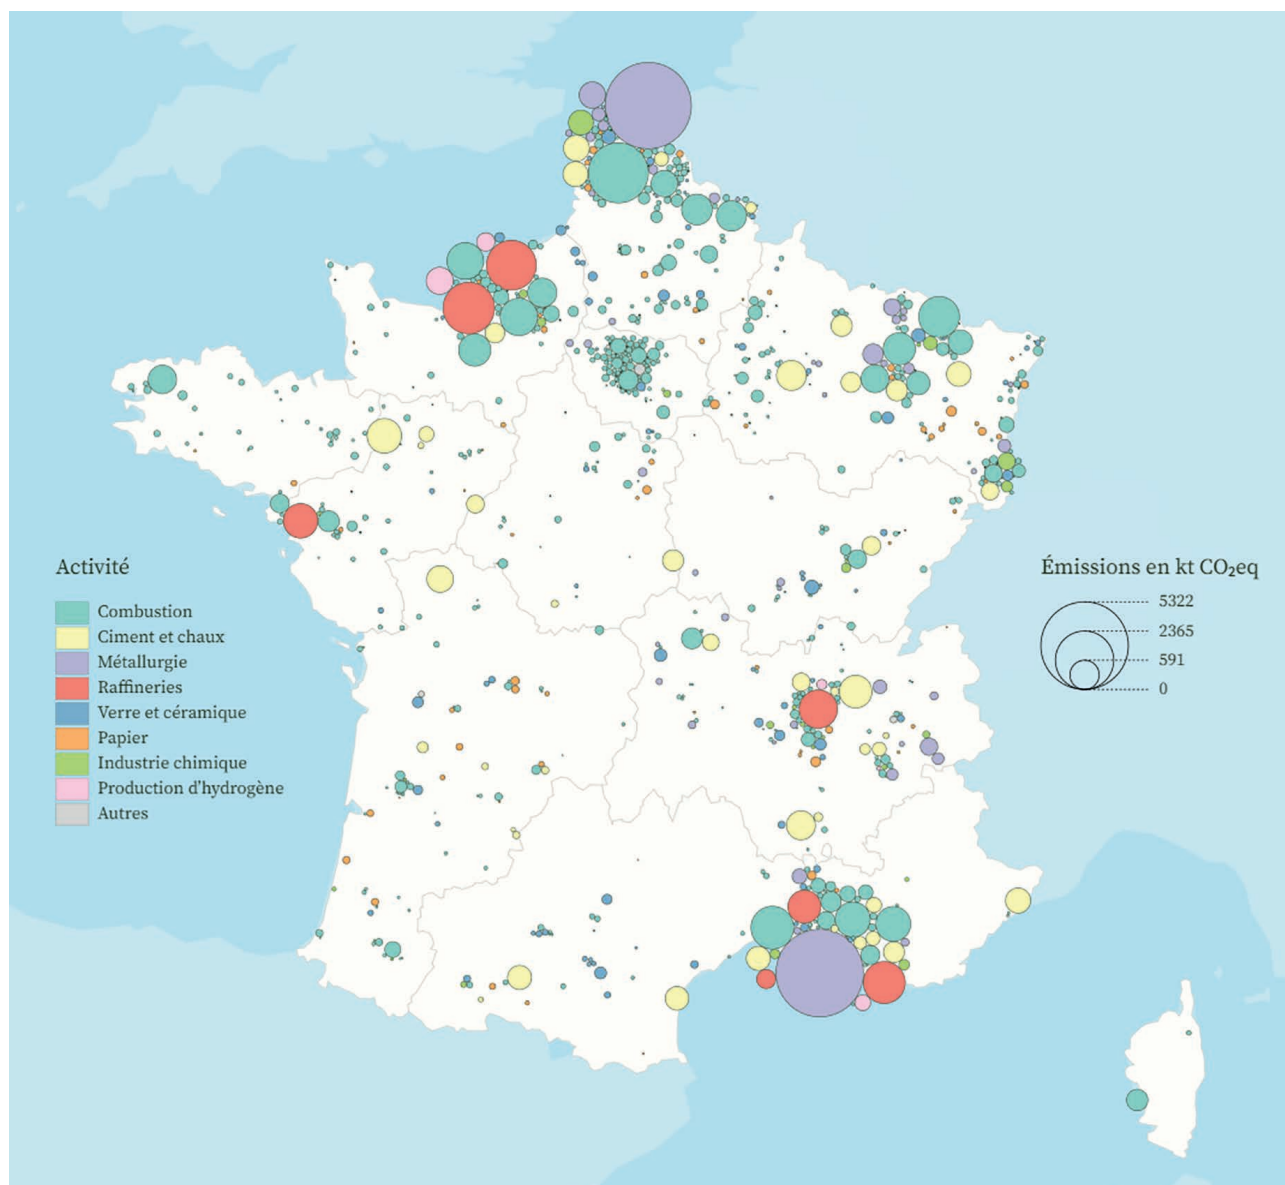 Activité
Combustion
Ciment et chaux
Métallurgie
Raffineries
Verre et céramique
Papier
Industrie chimique
Production d’hydrogène
Autres
Émissions en kt CO₂eq
5322
2365
591
0